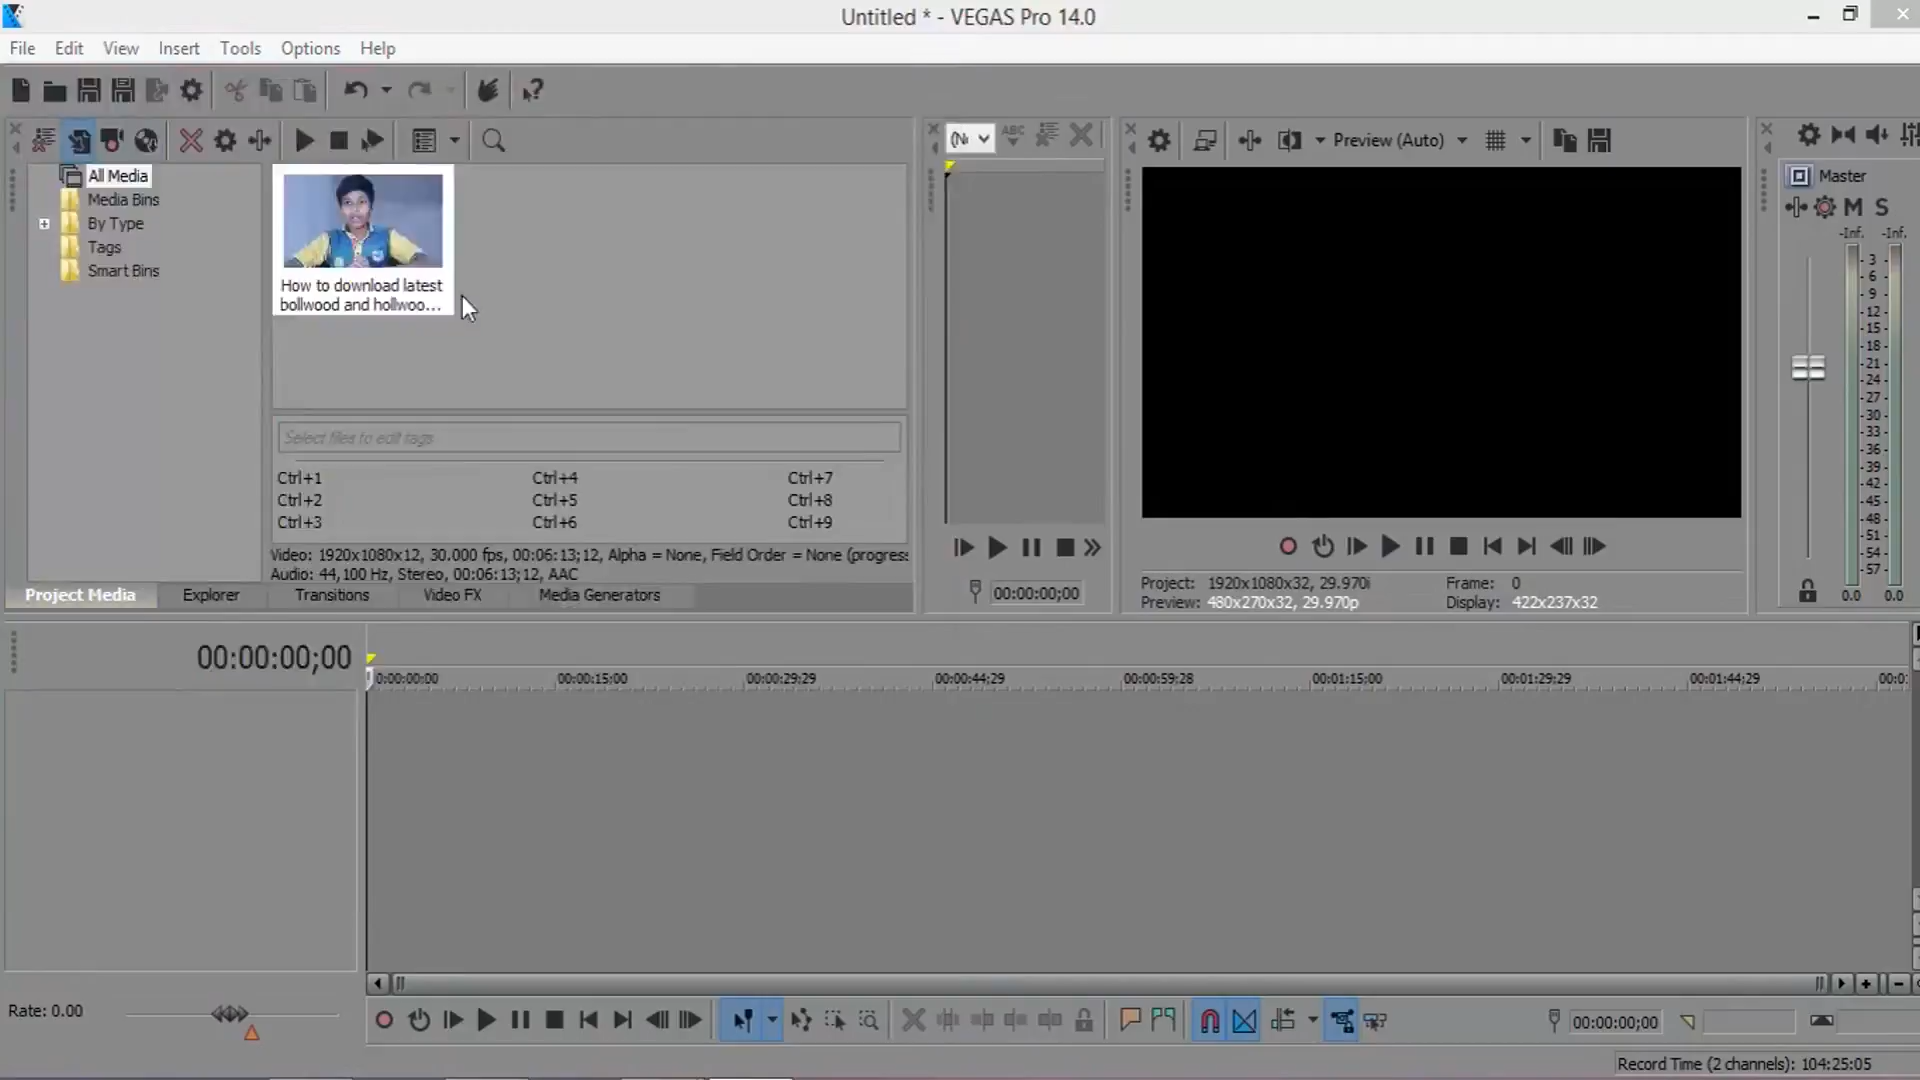 Untitled * - VEGAS Pro 14.0
File Edit View Insert Tools Options Help
Preview (Auto)
All Media
Media Bins
By Type
Tags
Smart Bins
How to download latest
bollwood and hollwoo...
Select files to edit tags
Ctrl+1 Ctrl+4 Ctrl+7
Ctrl+2 Ctrl+5 Ctrl+8
Ctrl+3 Ctrl+6 Ctrl+9
Video: 1920x1080x12, 30.000 fps, 00:06:13;12, Alpha = None, Field Order = None (progress
Audio: 44,100 Hz, Stereo, 00:06:13;12, AAC
Project Media Explorer Transitions Video FX Media Generators
ABC
00:00:00;00
Project: 1920x1080x32, 29.970i Frame: 0
Preview: 480x270x32, 29.970p Display: 422x237x32
Master
M S
-Inf. -Inf.
- 3 -
- 6 -
- 9 -
-12-
-15-
-18-
-21-
-24-
-27-
-30-
-33-
-36-
-39-
-42-
-45-
-48-
-51-
-54-
-57-
0.0 0.0
00:00:00;00
0:00:00:00 00:00:15;00 00:00:29;29 00:00:44;29 00:00:59;28 00:01:15;00 00:01:29;29 00:01:44;29 00:0
Rate: 0.00
00:00:00;00
Record Time (2 channels): 104:25:05